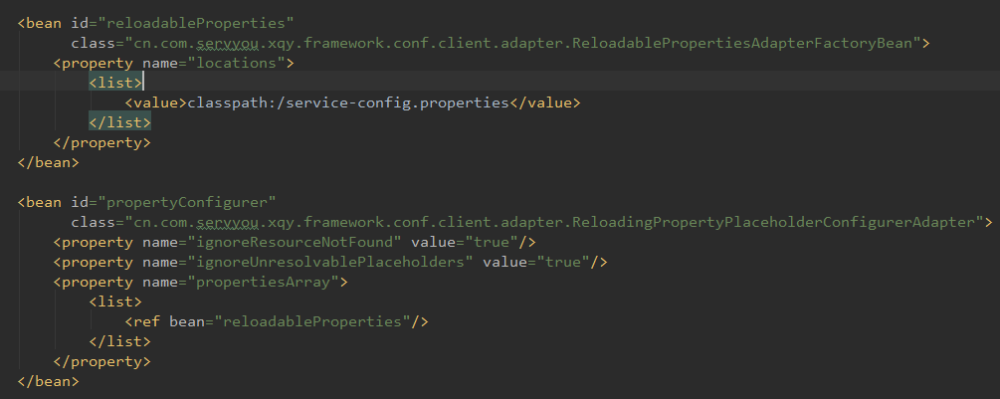 <bean id="reloadableProperties"
      class="cn.com.servyou.xqy.framework.conf.client.adapter.ReloadablePropertiesAdapterFactoryBean">
    <property name="locations">
        <list>
            <value>classpath:/service-config.properties</value>
        </list>
    </property>
</bean>
<bean id="propertyConfigurer"
      class="cn.com.servyou.xqy.framework.conf.client.adapter.ReloadingPropertyPlaceholderConfigurerAdapter">
    <property name="ignoreResourceNotFound" value="true"/>
    <property name="ignoreUnresolvablePlaceholders" value="true"/>
    <property name="propertiesArray">
        <list>
            <ref bean="reloadableProperties"/>
        </list>
    </property>
</bean>